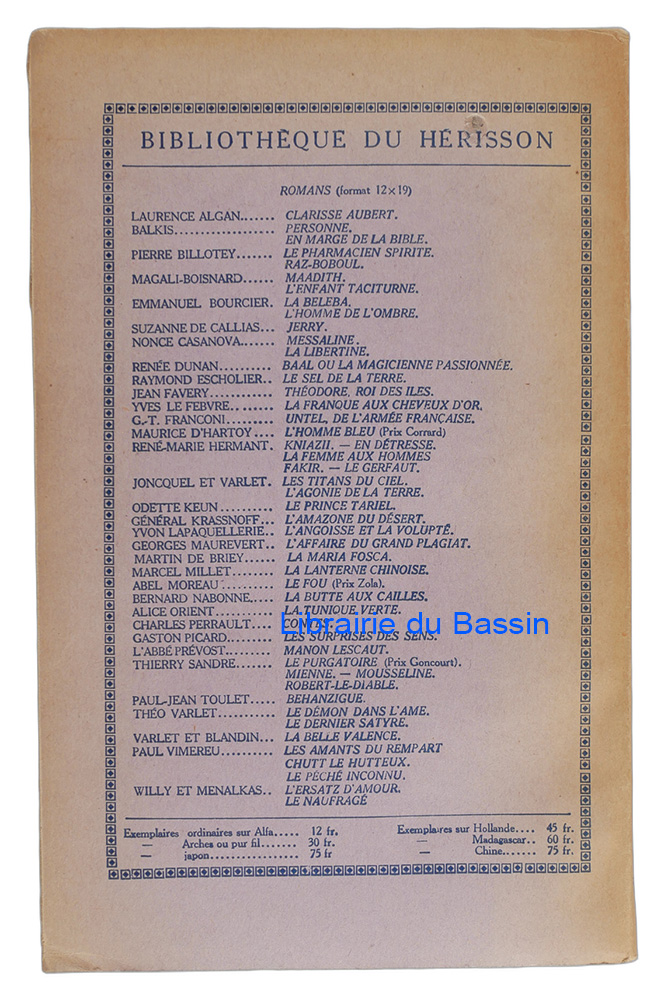 BIBLIOTHÈQUE DU HÉRISSON
ROMANS (format 12×19)
LAURENCE ALGAN...... CLARISSE AUBERT.
BALKIS................... PERSONNE.
EN MARGE DE LA BIBLE.
PIERRE BILLOTEY....... LE PHARMACIEN SPIRITE.
RAZ-BOBOUL.
MAGALI-BOISNARD...... MAADITH.
L'ENFANT TACITURNE.
EMMANUEL BOURCIER. LA BELEBA.
L'HOMME DE L'OMBRE.
SUZANNE DE CALLIAS... JERRY.
NONCE CASANOVA...... MESSALINE.
LA LIBERTINE.
RENÉE DUNAN.......... BAAL OU LA MAGICIENNE PASSIONNÉE.
RAYMOND ESCHOLIER.. LE SEL DE LA TERRE.
JEAN FAVERY............ THÉODORE, ROI DES ILES.
YVES LE FEBVRE........ LA FRANQUE AUX CHEVEUX D'OR.
G.-T. FRANCONI......... UNTEL, DE L'ARMÉE FRANÇAISE.
MAURICE D'HARTOY.... L'HOMME BLEU (Prix Corrard)
RENÉ-MARIE HERMANT. KNIAZII. — EN DÉTRESSE.
LA FEMME AUX HOMMES
FAKIR. — LE GERFAUT.
JONCQUEL ET VARLET. LES TITANS DU CIEL.
L'AGONIE DE LA TERRE.
ODETTE KEUN........... LE PRINCE TARIEL.
GÉNÉRAL KRASSNOFF... L'AMAZONE DU DÉSERT.
YVON LAPAQUELLERIE.. L'ANGOISSE ET LA VOLUPTÉ.
GEORGES MAUREVERT.. L'AFFAIRE DU GRAND PLAGIAT.
MARTIN DE BRIEY...... LA MARIA FOSCA.
MARCEL MILLET........ LA LANTERNE CHINOISE.
ABEL MOREAU.......... LE FOU (Prix Zola).
BERNARD NABONNE..... LA BUTTE AUX CAILLES.
ALICE ORIENT........... LA TUNIQUE VERTE.
CHARLES PERRAULT.... CONTES.
Librairie du Bassin
GASTON PICARD......... LES SURPRISES DES SENS.
L'ABBÉ PRÉVOST........ MANON LESCAUT.
THIERRY SANDRE....... LE PURGATOIRE (Prix Goncourt).
MIENNE. — MOUSSELINE.
ROBERT-LE-DIABLE.
PAUL-JEAN TOULET..... BEHANZIGUE.
THÉO VARLET........... LE DÉMON DANS L'AME.
LE DERNIER SATYRE.
VARLET ET BLANDIN... LA BELLE VALENCE.
PAUL VIMEREU.......... LES AMANTS DU REMPART
CHUTT LE HUTTEUX.
LE PÉCHÉ INCONNU.
WILLY ET MENALKAS.. L'ERSATZ D'AMOUR.
LE NAUFRAGÉ
Exemplaires ordinaires sur Alfa..... 12 fr. Exemplaires sur Hollande.... 45 fr.
— Arches ou pur fil....... 30 fr. — Madagascar.. 60 fr.
— japon.................. 75 fr — Chine....... 75 fr.